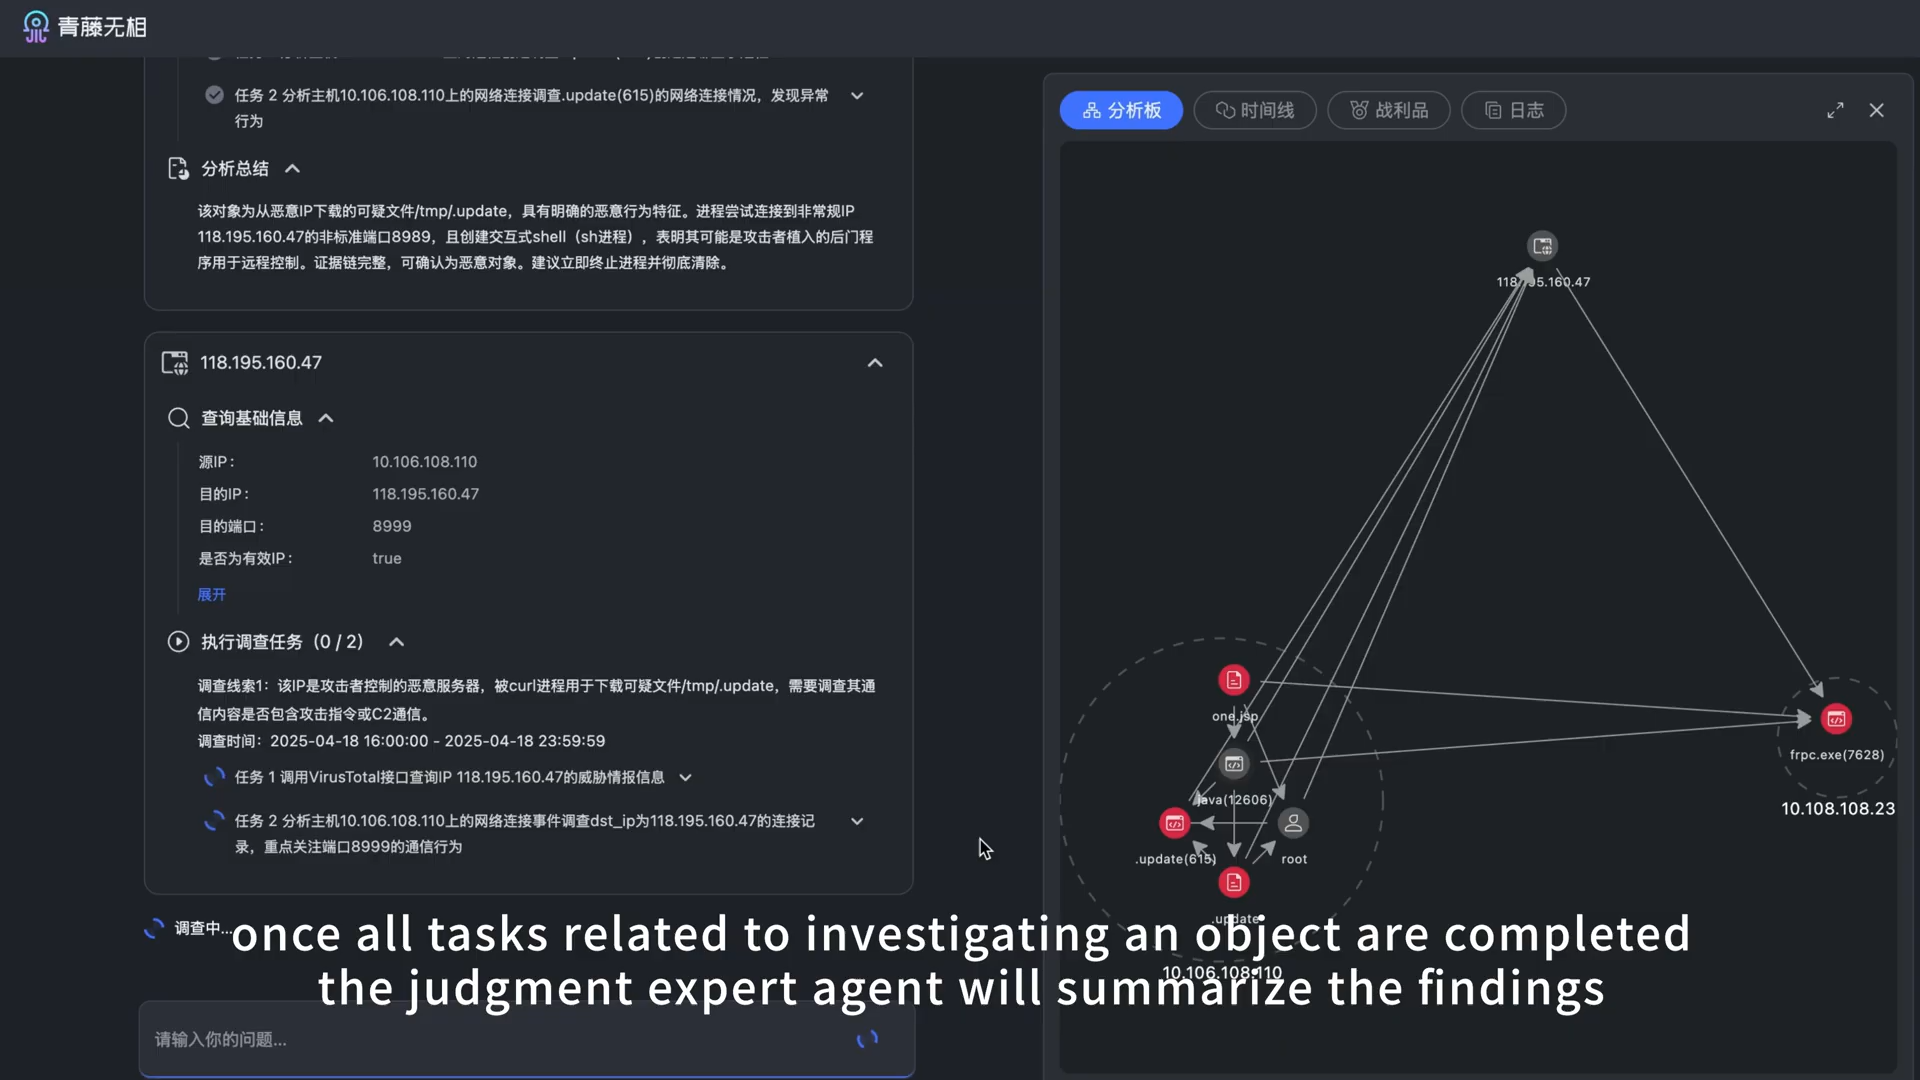 青藤无相
任务 2 分析主机10.106.108.110上的网络连接调查.update(615)的网络连接情况，发现异常
行为
分析总结
该对象为从恶意IP下载的可疑文件/tmp/.update，具有明确的恶意行为特征。进程尝试连接到非常规IP
118.195.160.47的非标准端口8989，且创建交互式shell（sh进程），表明其可能是攻击者植入的后门程
序用于远程控制。证据链完整，可确认为恶意对象。建议立即终止进程并彻底清除。
118.195.160.47
查询基础信息
源IP：
10.106.108.110
目的IP：
118.195.160.47
目的端口：
8999
是否为有效IP：
true
展开
执行调查任务（0 / 2）
调查线索1：该IP是攻击者控制的恶意服务器，被curl进程用于下载可疑文件/tmp/.update，需要调查其通
信内容是否包含攻击指令或C2通信。
调查时间：2025-04-18 16:00:00 - 2025-04-18 23:59:59
任务 1 调用VirusTotal接口查询IP 118.195.160.47的威胁情报信息
任务 2 分析主机10.106.108.110上的网络连接事件调查dst_ip为118.195.160.47的连接记
录，重点关注端口8999的通信行为
调查中...
请输入你的问题...
分析板
时间线
战利品
日志
118.195.160.47
one.jsp
java(12606)
.update(615)
root
.update
10.106.108.110
frpc.exe(7628)
10.108.108.23
once all tasks related to investigating an object are completed
the judgment expert agent will summarize the findings